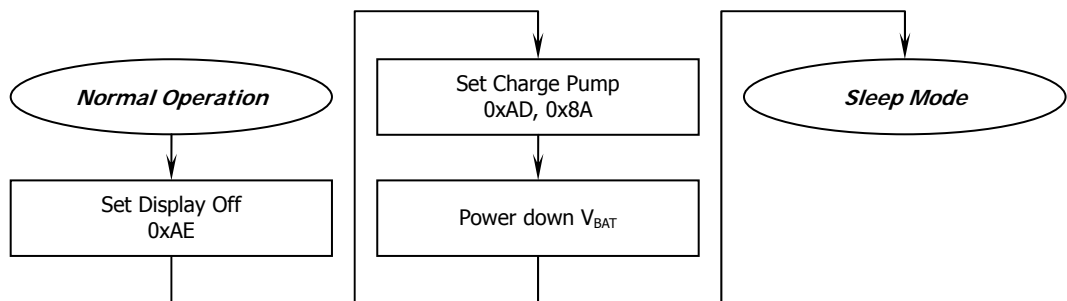 Normal Operation
Set Display Off
0xAE
Set Charge Pump
0xAD, 0x8A
Power down VBAT
Sleep Mode